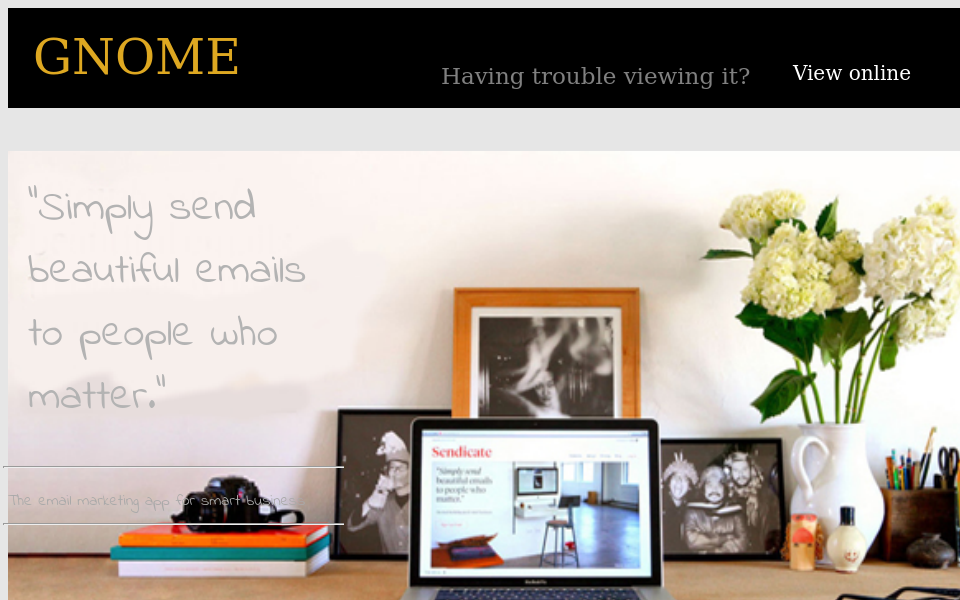 GNOME
Having trouble viewing it?
View online
"Simply send
beautiful emails
to people who
matter."
The email marketing app for smart busines
Sendicate
"Simply send
beautiful emails
to people who
matter."